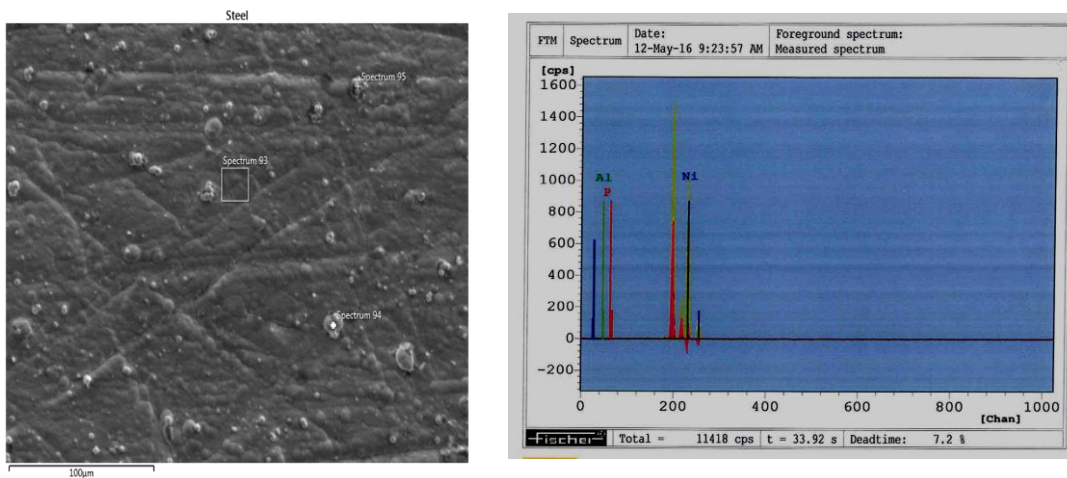 Steel
Spectrum 95
Spectrum 93
Spectrum 94
100µm
FTM Spectrum Date: Foreground spectrum:
12-May-16 9:23:57 AM Measured spectrum
[cps]
1600
1400
1200
1000
800
600
400
200
0
-200
Al
P
Ni
0 200 400 600 800 1000
[Chan]
Fischer Total = 11418 cps t = 33.92 s Deadtime: 7.2 %